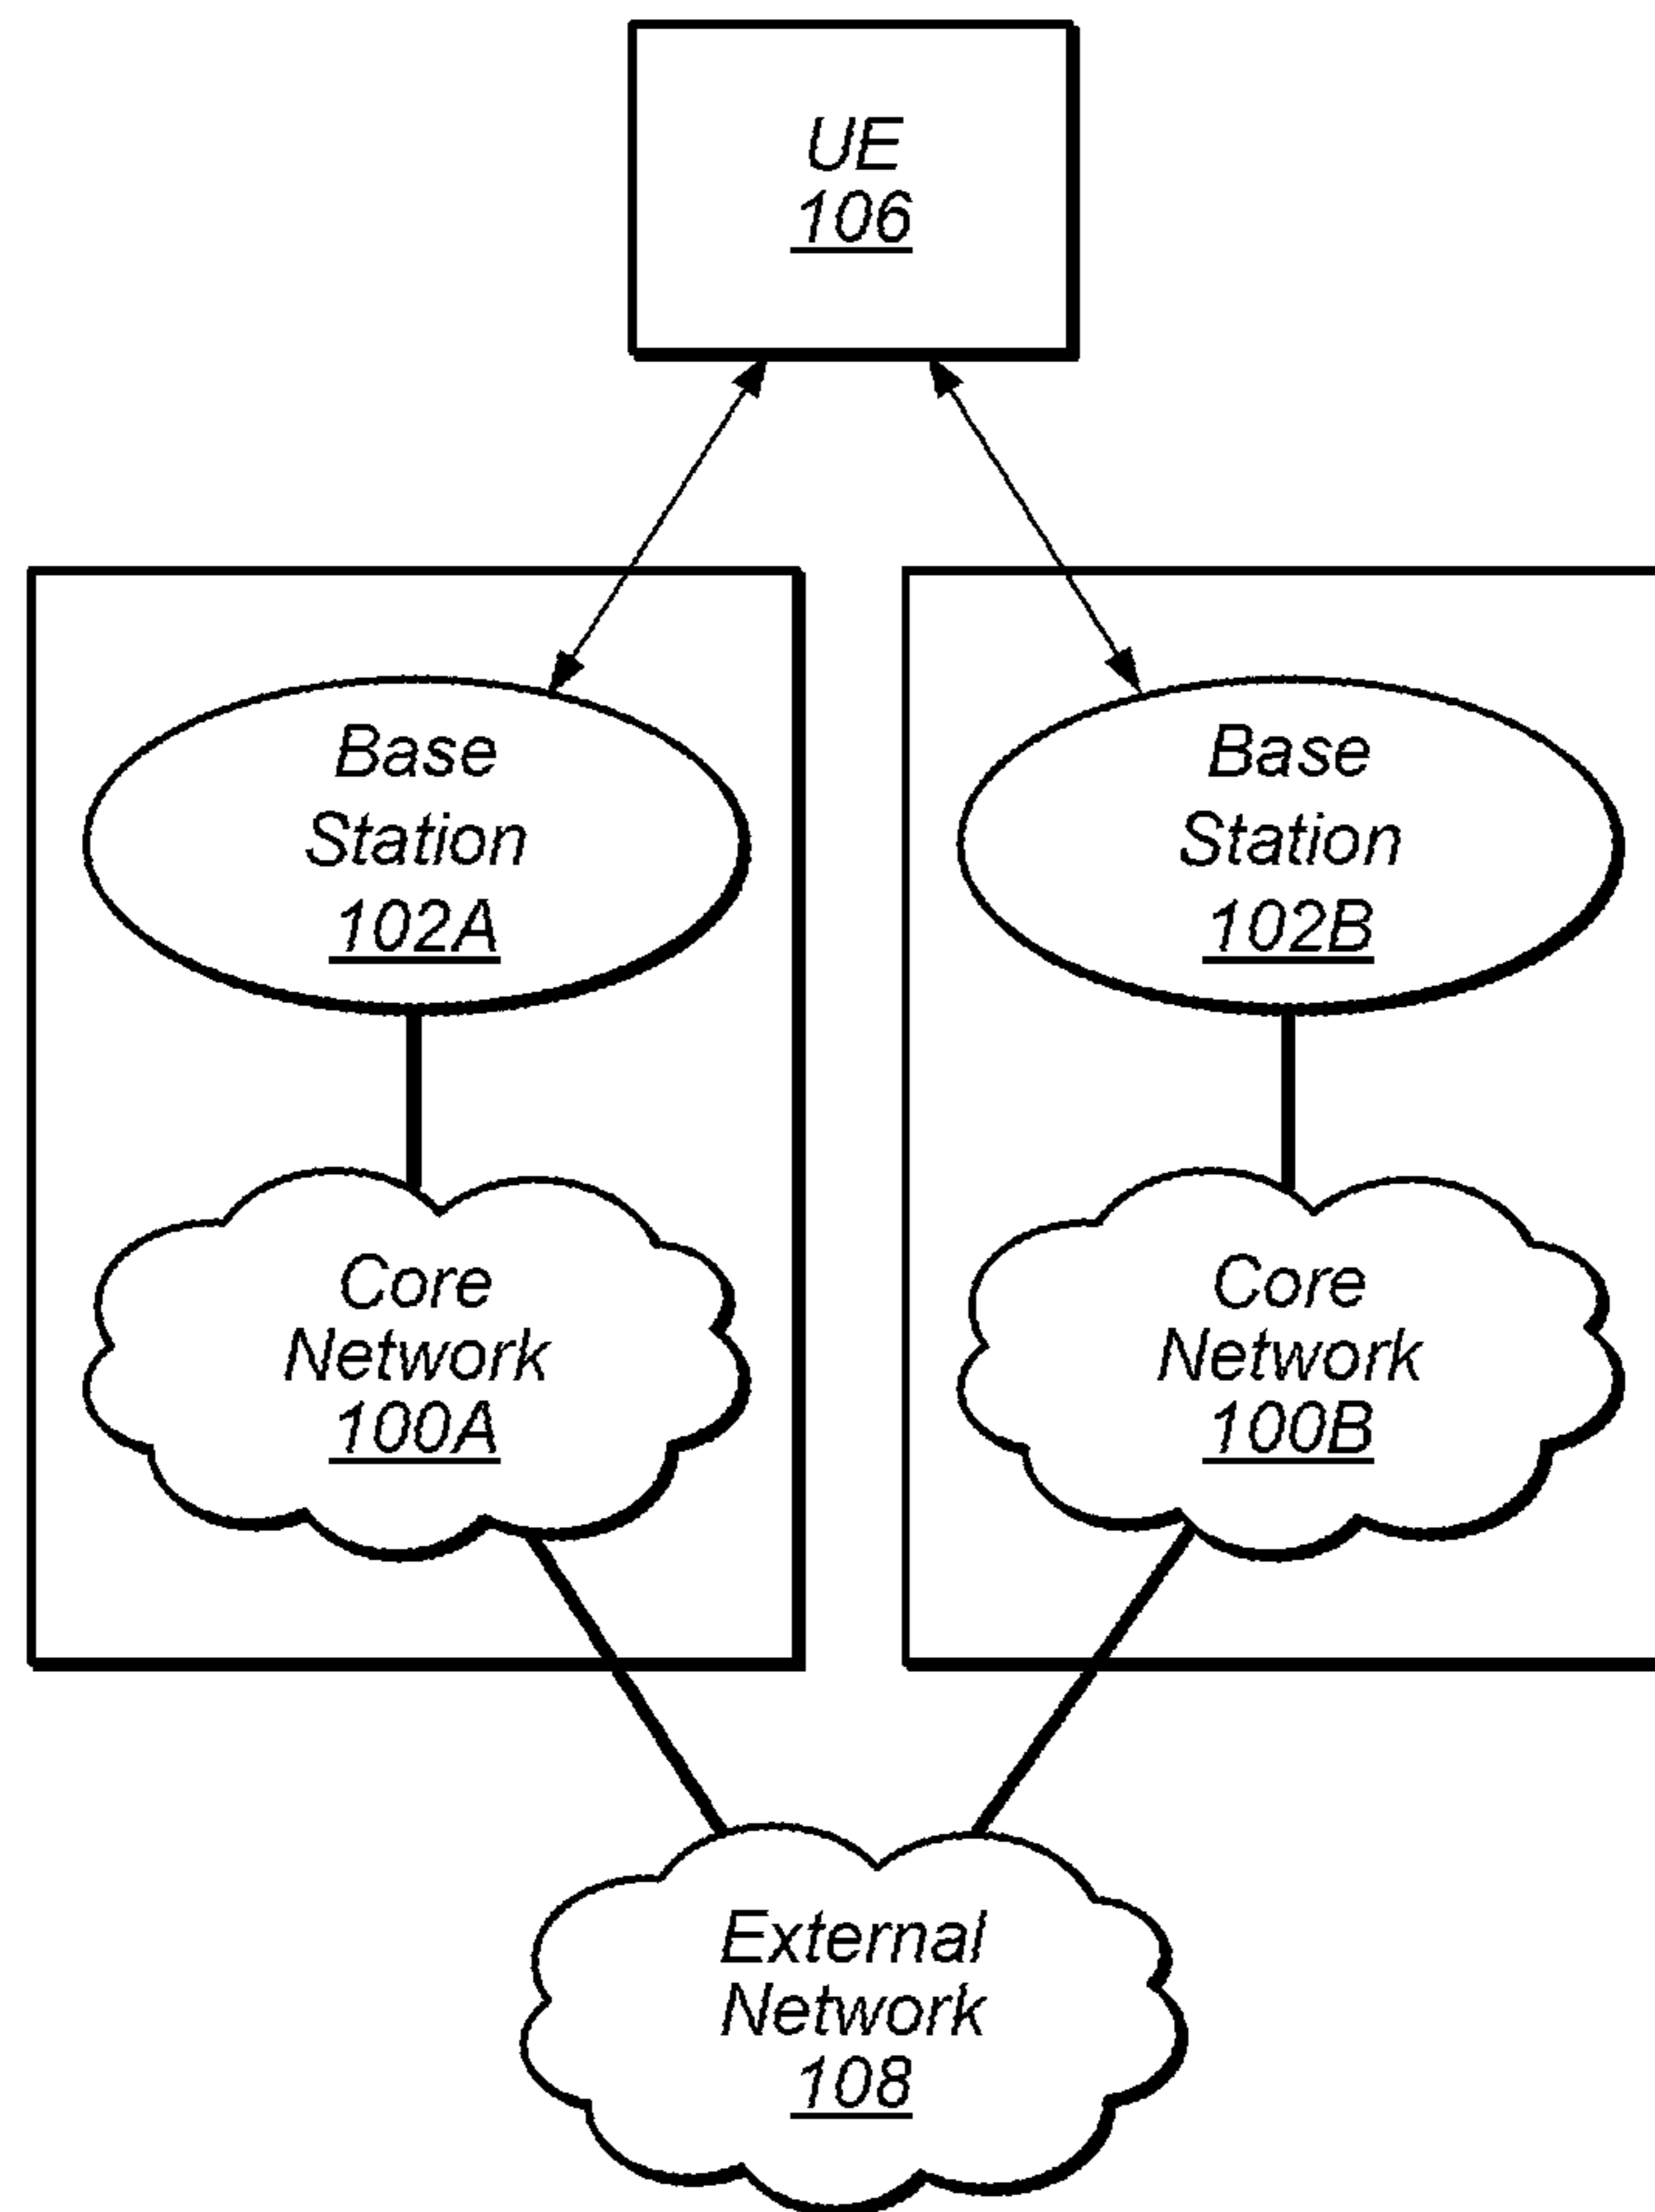 UE
106
Base
Station
102A
Base
Station
102B
Core
Network
100A
Core
Network
100B
External
Network
108